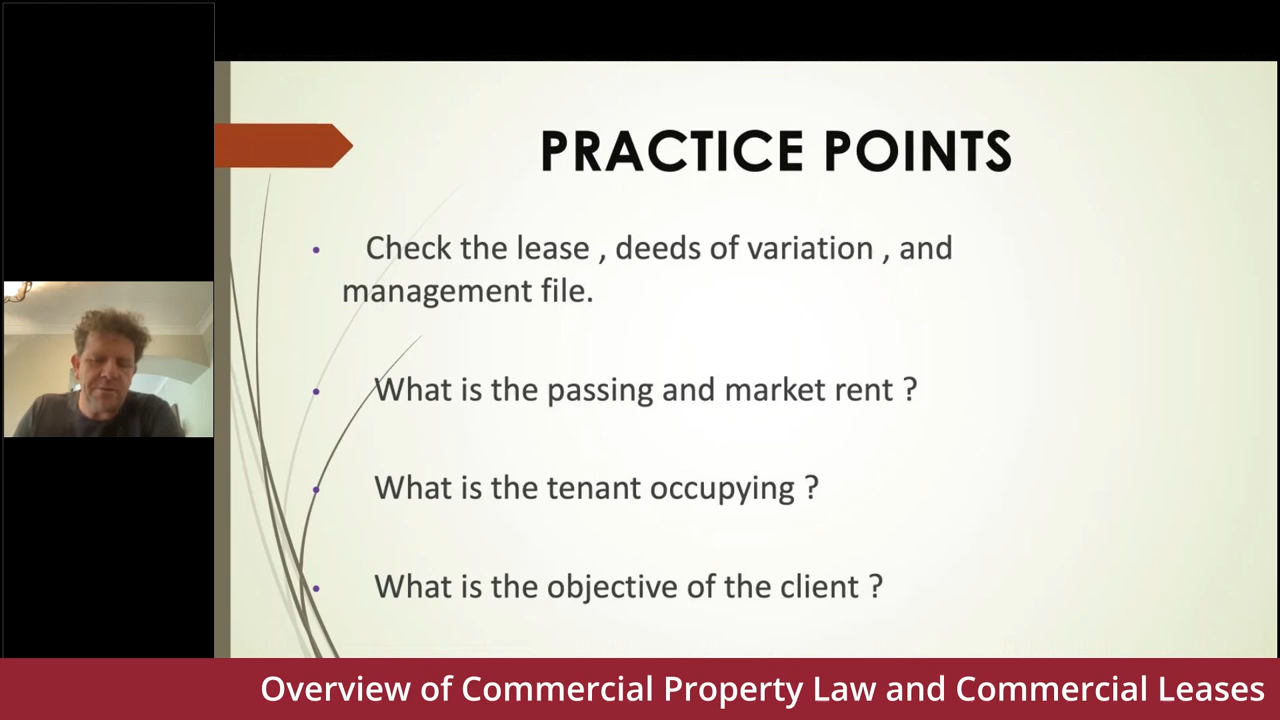 PRACTICE POINTS
• Check the lease , deeds of variation , and
management file.
• What is the passing and market rent ?
• What is the tenant occupying ?
• What is the objective of the client ?
Overview of Commercial Property Law and Commercial Leases